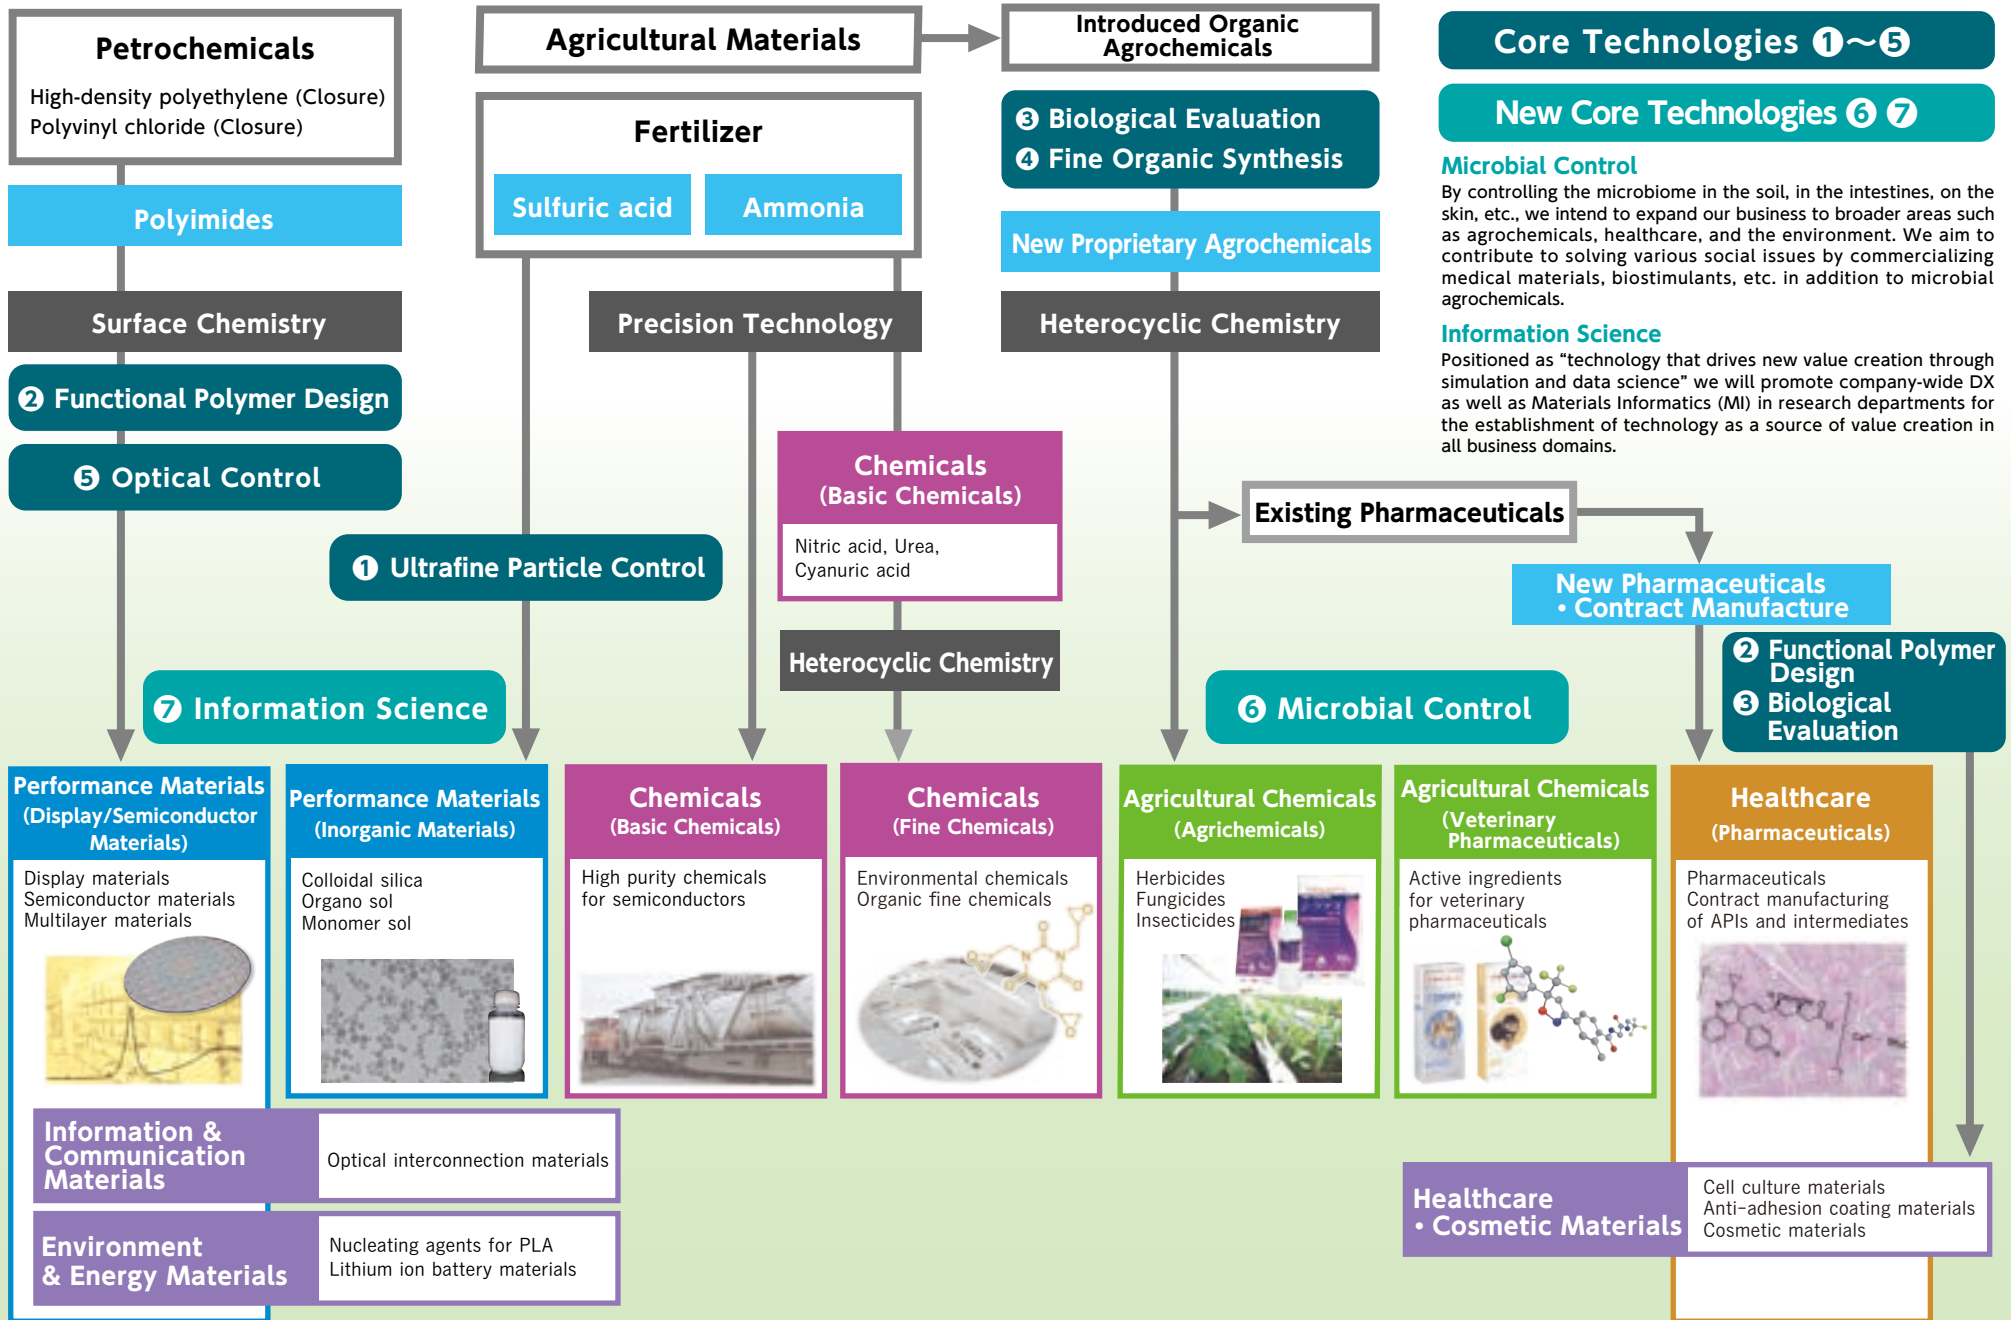 Petrochemicals
High-density polyethylene (Closure)
Polyvinyl chloride (Closure)
Polyimides
Surface Chemistry
❷ Functional Polymer Design
❺ Optical Control
Agricultural Materials
Fertilizer
Sulfuric acid
Ammonia
Precision Technology
❶ Ultrafine Particle Control
Chemicals
(Basic Chemicals)
Nitric acid, Urea,
Cyanuric acid
Heterocyclic Chemistry
Introduced Organic
Agrochemicals
❸ Biological Evaluation
❹ Fine Organic Synthesis
New Proprietary Agrochemicals
Heterocyclic Chemistry
Core Technologies ❶～❺
New Core Technologies ❻ ❼
Microbial Control
By controlling the microbiome in the soil, in the intestines, on the
skin, etc., we intend to expand our business to broader areas such
as agrochemicals, healthcare, and the environment. We aim to
contribute to solving various social issues by commercializing
medical materials, biostimulants, etc. in addition to microbial
agrochemicals.
Information Science
Positioned as “technology that drives new value creation through
simulation and data science” we will promote company-wide DX
as well as Materials Informatics (MI) in research departments for
the establishment of technology as a source of value creation in
all business domains.
Existing Pharmaceuticals
New Pharmaceuticals
• Contract Manufacture
❷ Functional Polymer
Design
❸ Biological
Evaluation
❼ Information Science
❻ Microbial Control
Performance Materials
(Display/Semiconductor
Materials)
Display materials
Semiconductor materials
Multilayer materials
Performance Materials
(Inorganic Materials)
Colloidal silica
Organo sol
Monomer sol
Chemicals
(Basic Chemicals)
High purity chemicals
for semiconductors
Chemicals
(Fine Chemicals)
Environmental chemicals
Organic fine chemicals
Agricultural Chemicals
(Agrichemicals)
Herbicides
Fungicides
Insecticides
Agricultural Chemicals
(Veterinary
Pharmaceuticals)
Active ingredients
for veterinary
pharmaceuticals
Healthcare
(Pharmaceuticals)
Pharmaceuticals
Contract manufacturing
of APIs and intermediates
Information &
Communication
Materials
Optical interconnection materials
Environment
& Energy Materials
Nucleating agents for PLA
Lithium ion battery materials
Healthcare
• Cosmetic Materials
Cell culture materials
Anti-adhesion coating materials
Cosmetic materials